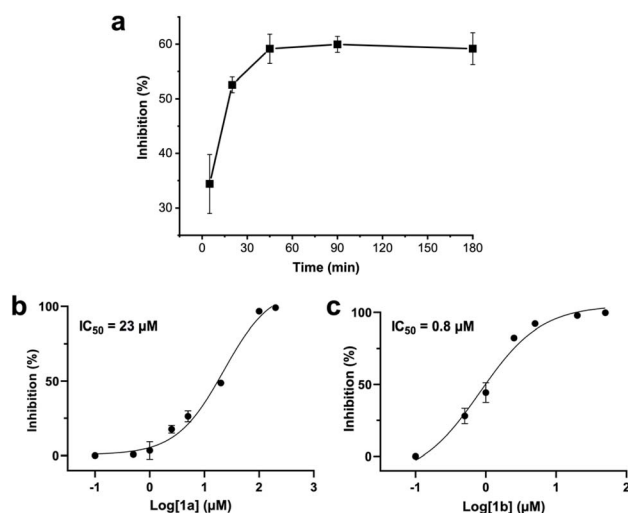 a
60
50
40
30
Inhibition (%)
0 30 60 90 120 150 180
Time (min)
b
IC50 = 23 µM
100
50
0
Inhibition (%)
-1 0 1 2 3
Log[1a] (µM)
c
IC50 = 0.8 µM
100
50
0
Inhibition (%)
-1 0 1 2
Log[1b] (µM)